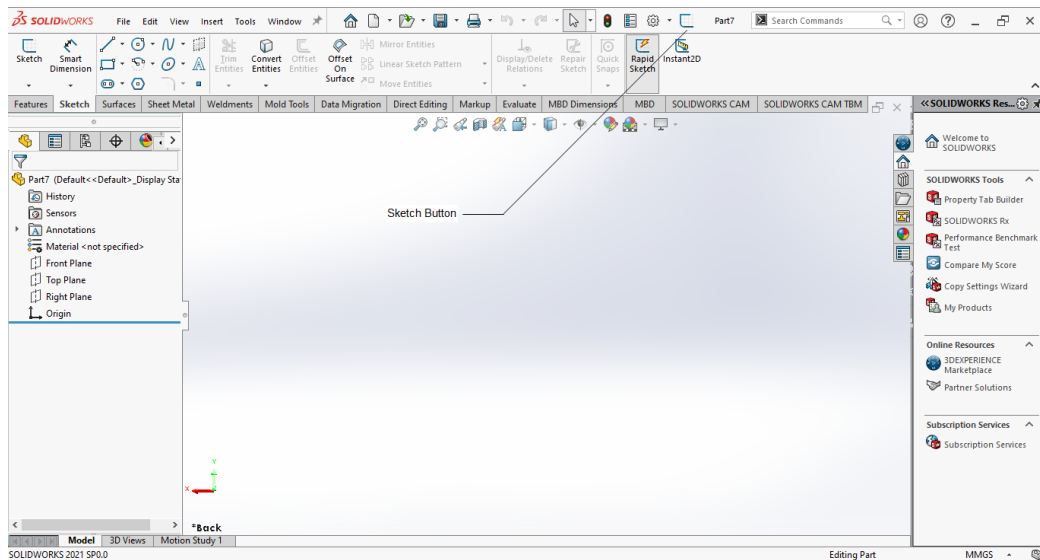 SOLIDWORKS File Edit View Insert Tools Window Part7 Search Commands
Sketch Smart Dimension Trim Entities Convert Entities Offset Entities Offset On Surface Mirror Entities Linear Sketch Pattern Move Entities Display/Delete Relations Repair Sketch Quick Snaps Rapid Sketch Instant2D
Features Sketch Surfaces Sheet Metal Weldments Mold Tools Data Migration Direct Editing Markup Evaluate MBD Dimensions MBD SOLIDWORKS CAM SOLIDWORKS CAM TBM
Part7 (Default<<Default>_Display Sta
History
Sensors
Annotations
Material <not specified>
Front Plane
Top Plane
Right Plane
Origin
Sketch Button
Y
X
*Back
<<SOLIDWORKS Res...
Welcome to
SOLIDWORKS
SOLIDWORKS Tools
Property Tab Builder
SOLIDWORKS Rx
Performance Benchmark
Test
Compare My Score
Copy Settings Wizard
My Products
Online Resources
3DEXPERIENCE
Marketplace
Partner Solutions
Subscription Services
Subscription Services
Model 3D Views Motion Study 1
SOLIDWORKS 2021 SP0.0 Editing Part MMGS